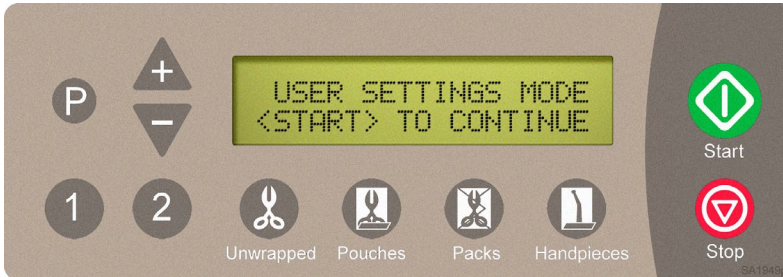 P
+
−
USER SETTINGS MODE
<START> TO CONTINUE
Start
1
2
Unwrapped
Pouches
Packs
Handpieces
Stop